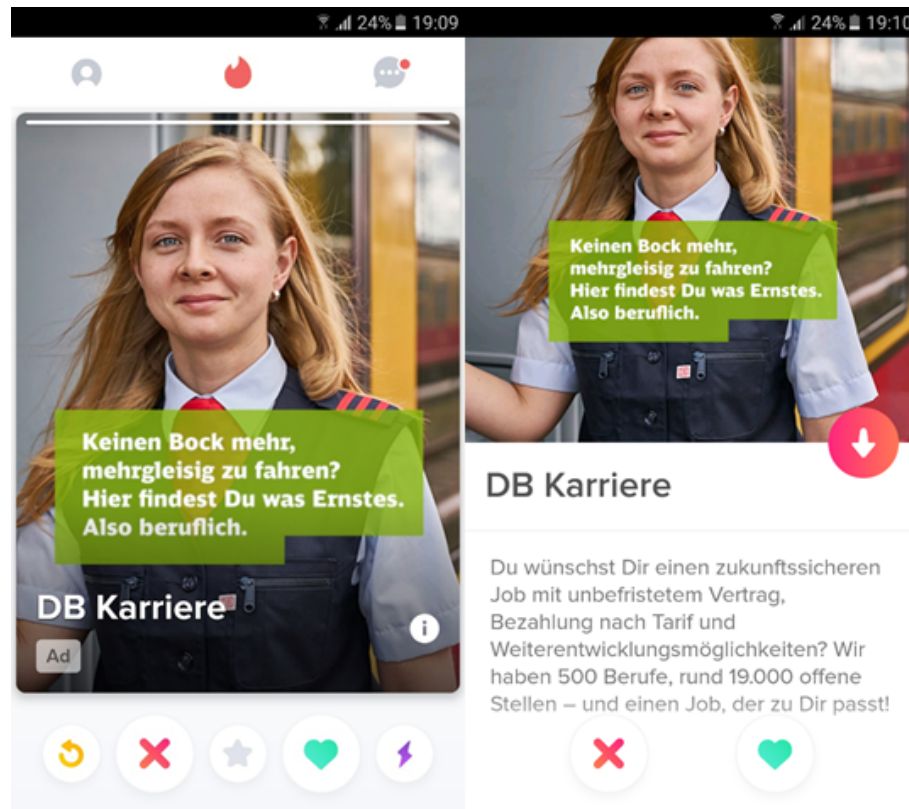 24% 19:09
Keinen Bock mehr,
mehrgleisig zu fahren?
Hier findest Du was Ernstes.
Also beruflich.
DB Karriere
Ad
24% 19:10
Keinen Bock mehr,
mehrgleisig zu fahren?
Hier findest Du was Ernstes.
Also beruflich.
DB Karriere
Du wünschst Dir einen zukunftssicheren
Job mit unbefristetem Vertrag,
Bezahlung nach Tarif und
Weiterentwicklungsmöglichkeiten? Wir
haben 500 Berufe, rund 19.000 offene
Stellen – und einen Job, der zu Dir passt!